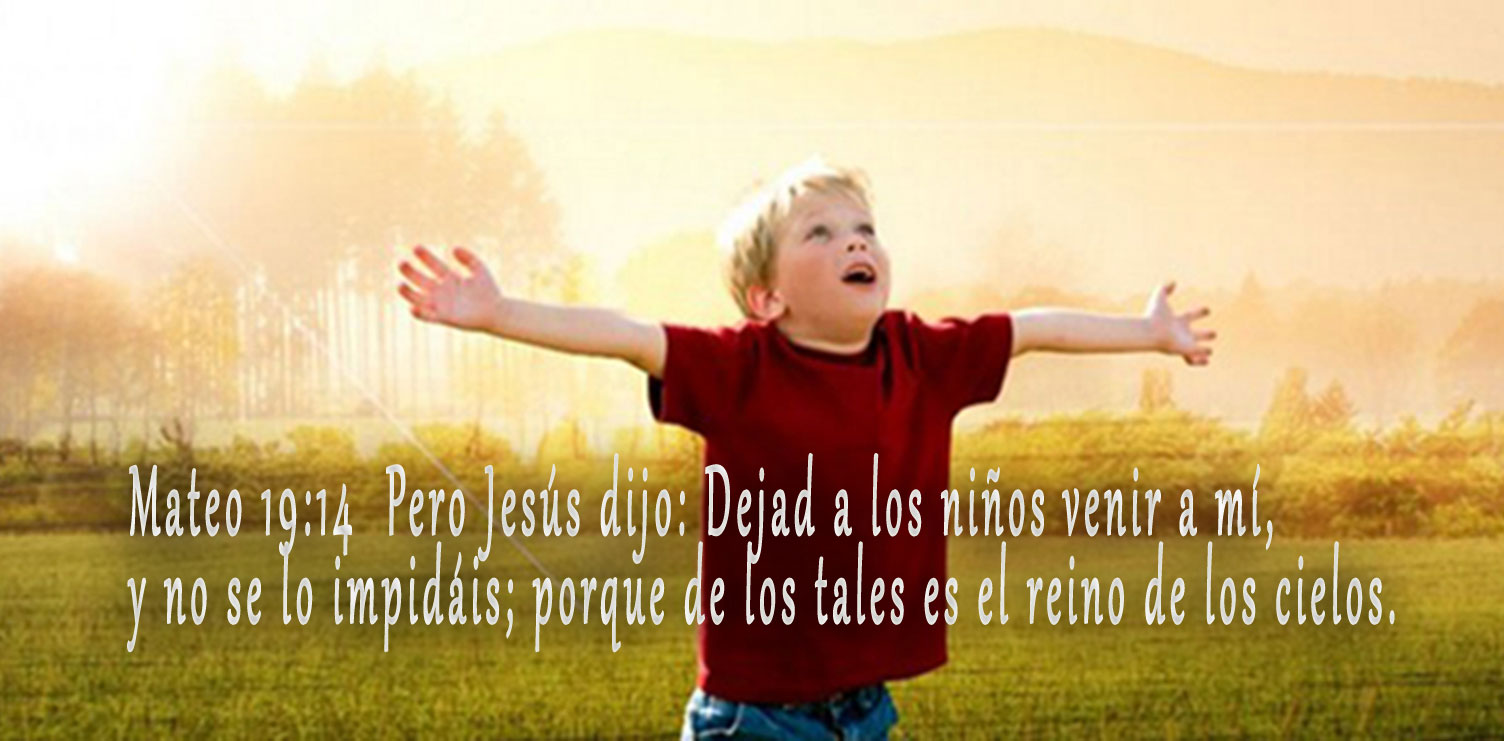 Mateo 19:14  Pero Jesús dijo: Dejad a los niños venir a mí,
y no se lo impidáis; porque de los tales es el reino de los cielos.